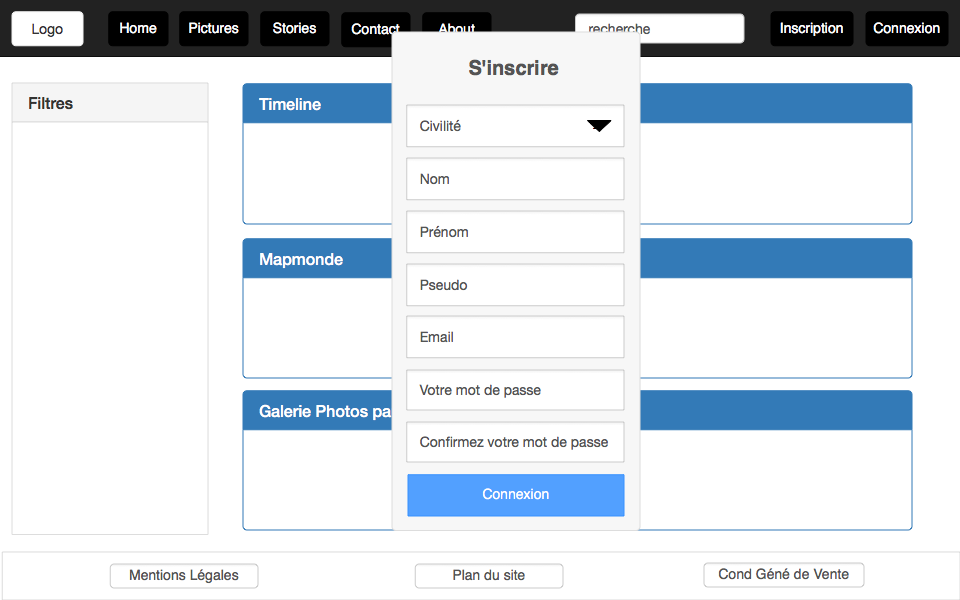 Logo
Home
Pictures
Stories
Contact
About
recherche
Inscription
Connexion
Filtres
Timeline
Mapmonde
Galerie Photos pa
S'inscrire
Civilité
Nom
Prénom
Pseudo
Email
Votre mot de passe
Confirmez votre mot de passe
Connexion
Mentions Légales
Plan du site
Cond Géné de Vente